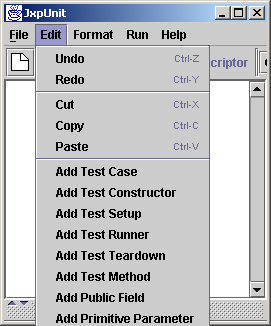 JxpUnit
File Edit Format Run Help
Undo Ctrl-Z
Redo Ctrl-Y
criptor
Cut Ctrl-X
Copy Ctrl-C
Paste Ctrl-V
Add Test Case
Add Test Constructor
Add Test Setup
Add Test Runner
Add Test Teardown
Add Test Method
Add Public Field
Add Primitive Parameter